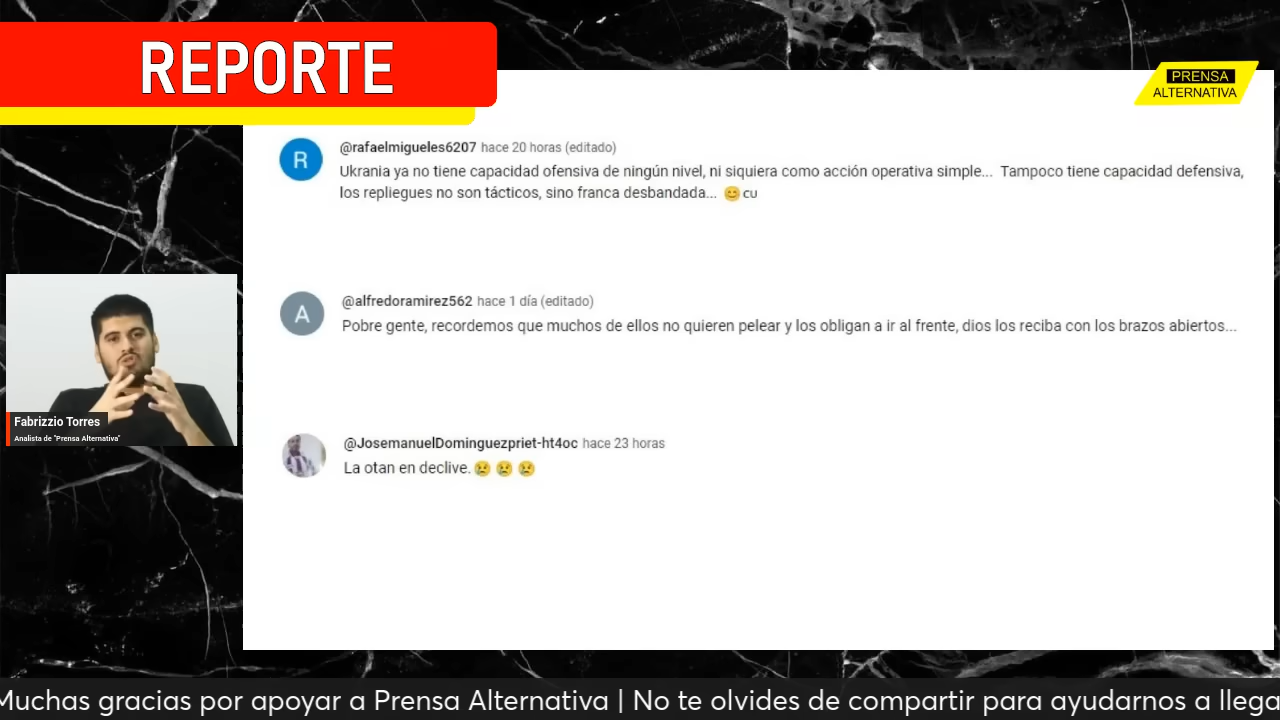 REPORTE
PRENSA
ALTERNATIVA
R
@rafaelmigueles6207 hace 20 horas (editado)
Ukrania ya no tiene capacidad ofensiva de ningún nivel, ni siquiera como acción operativa simple... Tampoco tiene capacidad defensiva,
los repliegues no son tácticos, sino franca desbandada... 😊 CU
A
@alfredoramirez562 hace 1 día (editado)
Pobre gente, recordemos que muchos de ellos no quieren pelear y los obligan a ir al frente, dios los reciba con los brazos abiertos...
@JosemanuelDominguezpriet-ht4oc hace 23 horas
La otan en declive. 😢 😢 😢
Fabrizzio Torres
Analista de "Prensa Alternativa"
Muchas gracias por apoyar a Prensa Alternativa | No te olvides de compartir para ayudarnos a llega